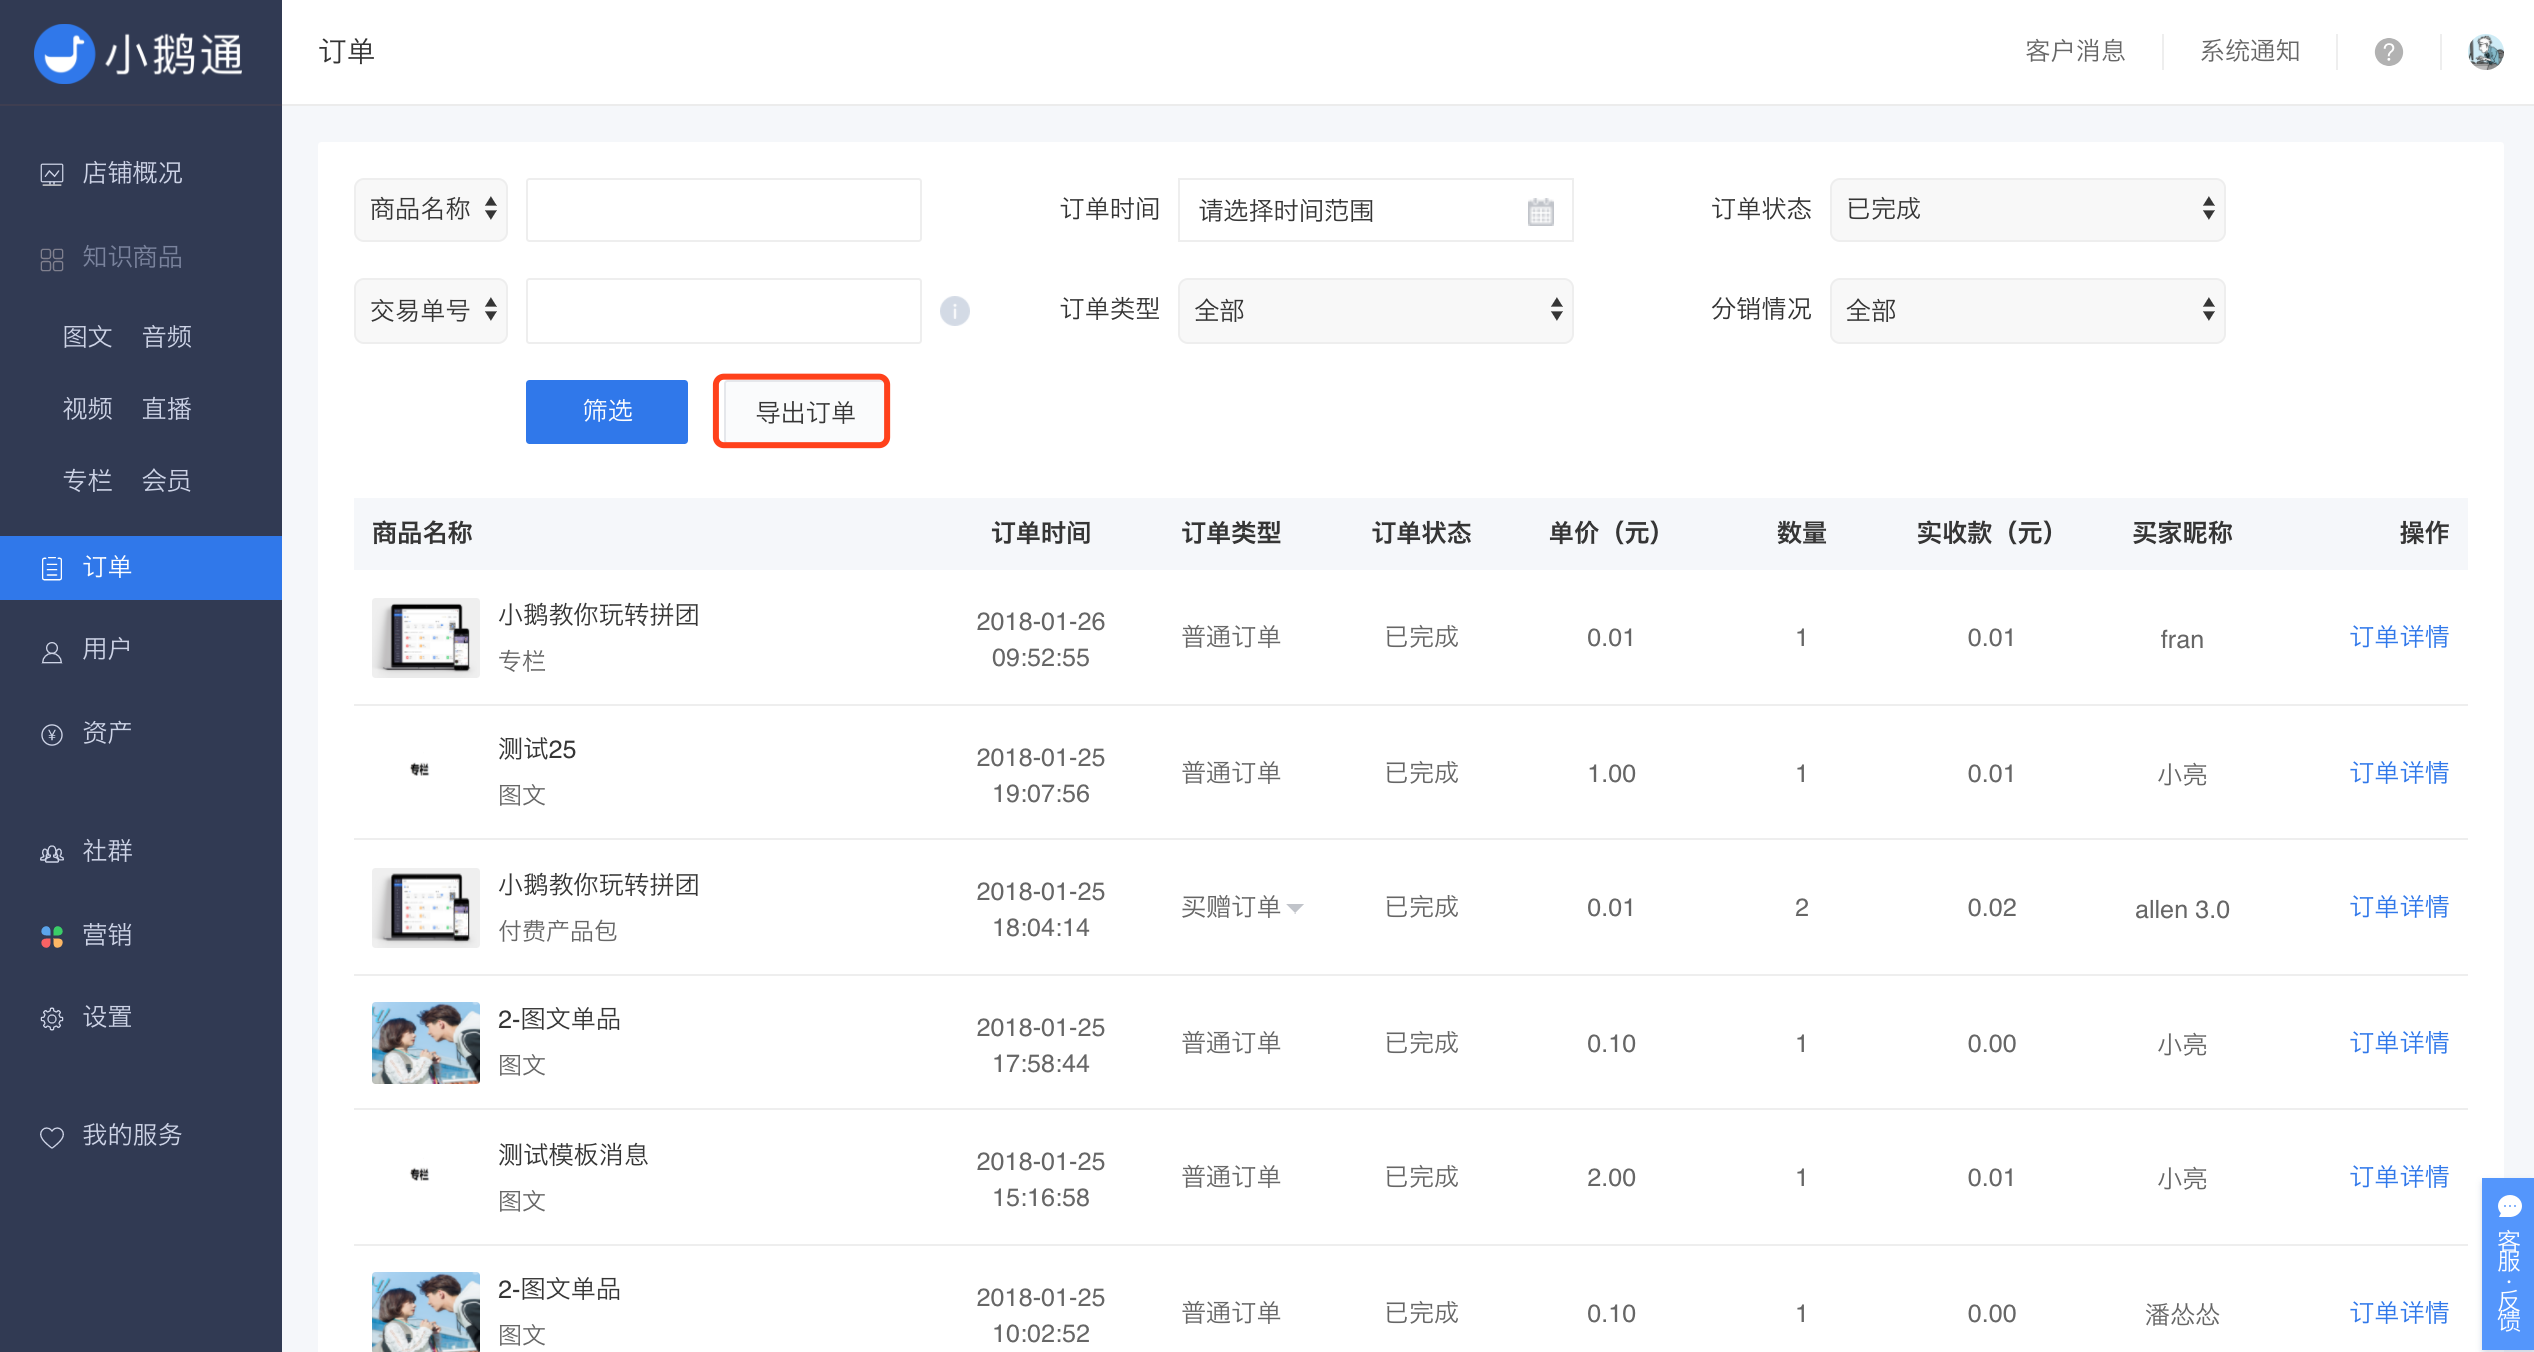 小鹅通
订单
客户消息
系统通知
店铺概况
知识商品
图文 音频
视频 直播
专栏 会员
订单
用户
资产
社群
营销
设置
我的服务
商品名称
订单时间 请选择时间范围
订单状态 已完成
交易单号
订单类型 全部
分销情况 全部
筛选 导出订单
商品名称 订单时间 订单类型 订单状态 单价（元） 数量 实收款（元） 买家昵称 操作
小鹅教你玩转拼团
专栏
2018-01-26
09:52:55
普通订单 已完成 0.01 1 0.01 fran 订单详情
专栏
测试25
图文
2018-01-25
19:07:56
普通订单 已完成 1.00 1 0.01 小亮 订单详情
小鹅教你玩转拼团
付费产品包
2018-01-25
18:04:14
买赠订单 已完成 0.01 2 0.02 allen 3.0 订单详情
2-图文单品
图文
2018-01-25
17:58:44
普通订单 已完成 0.10 1 0.00 小亮 订单详情
专栏
测试模板消息
图文
2018-01-25
15:16:58
普通订单 已完成 2.00 1 0.01 小亮 订单详情
2-图文单品
图文
2018-01-25
10:02:52
普通订单 已完成 0.10 1 0.00 潘怂怂 订单详情
客服·反馈